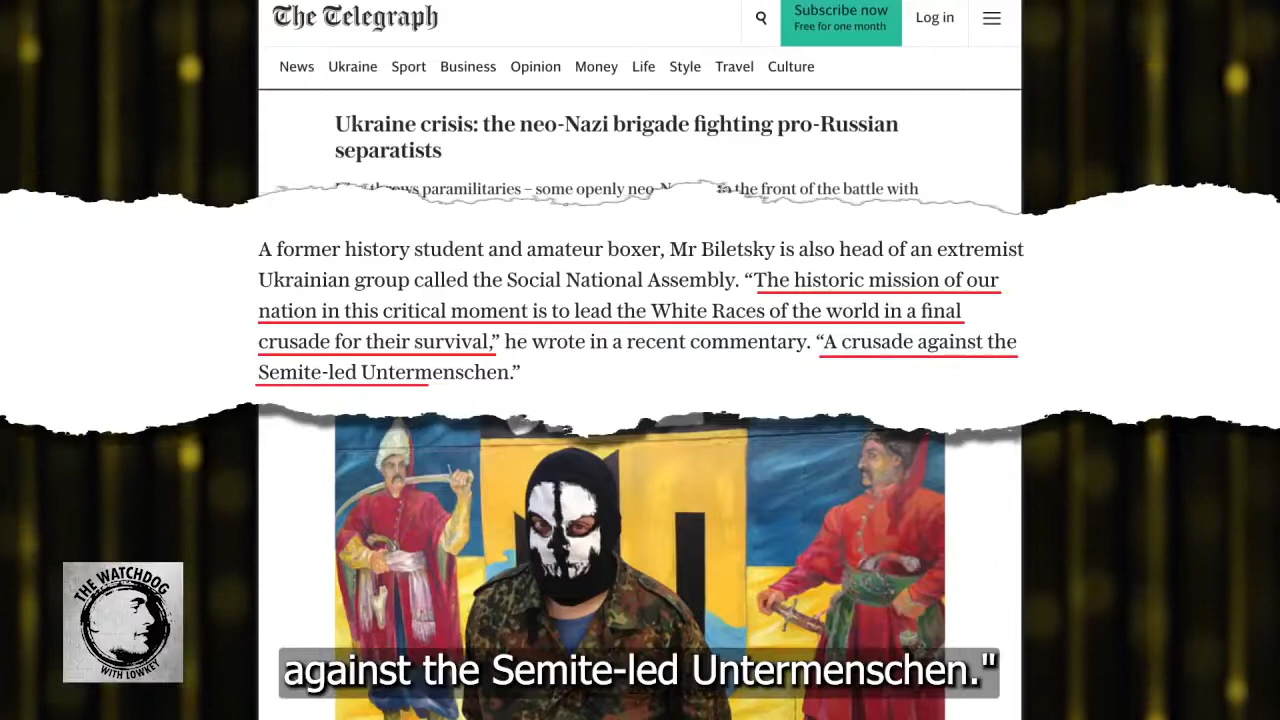 The Telegraph
Subscribe now
Free for one month
Log in
News Ukraine Sport Business Opinion Money Life Style Travel Culture
Ukraine crisis: the neo-Nazi brigade fighting pro-Russian
separatists
paramilitaries – some openly neo the front of the battle with
A former history student and amateur boxer, Mr Biletsky is also head of an extremist
Ukrainian group called the Social National Assembly. “The historic mission of our
nation in this critical moment is to lead the White Races of the world in a final
crusade for their survival,” he wrote in a recent commentary. “A crusade against the
Semite-led Untermenschen.”
THE WATCHDOG
WITH LOWKEY
against the Semite-led Untermenschen."